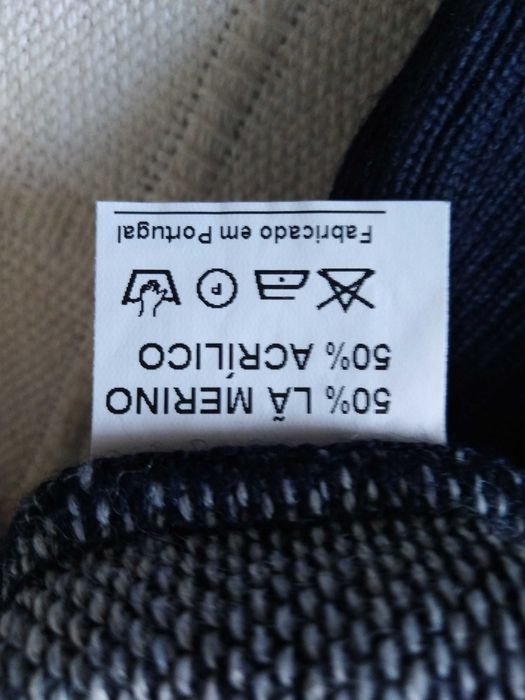 50% LÃ MERINO
50% ACRÍLICO
P
Fabricado em Portugal